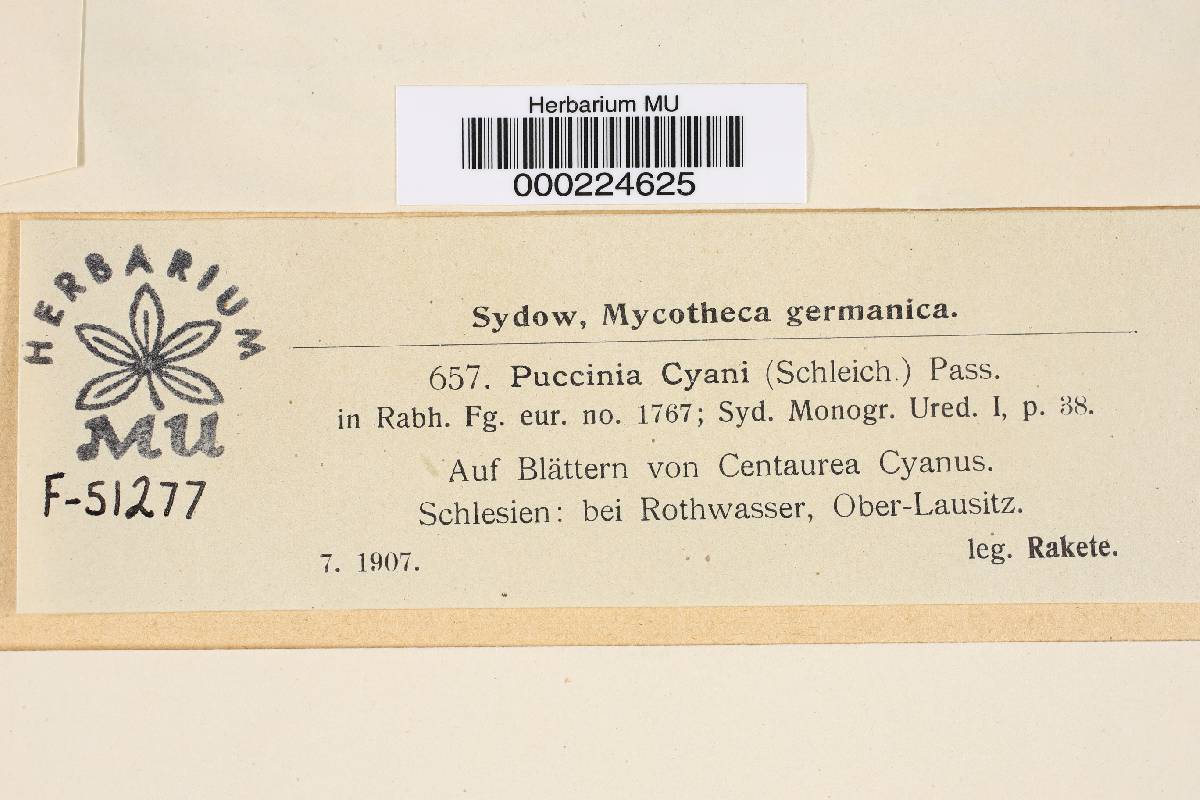 Herbarium MU
000224625
HERBARIUM
MU
F-51277
Sydow, Mycotheca germanica.
657. Puccinia Cyani (Schleich.) Pass.
in Rabh. Fg. eur. no. 1767; Syd. Monogr. Ured. I, p. 38.
Auf Blättern von Centaurea Cyanus.
Schlesien: bei Rothwasser, Ober-Lausitz.
7. 1907.
leg. Rakete.